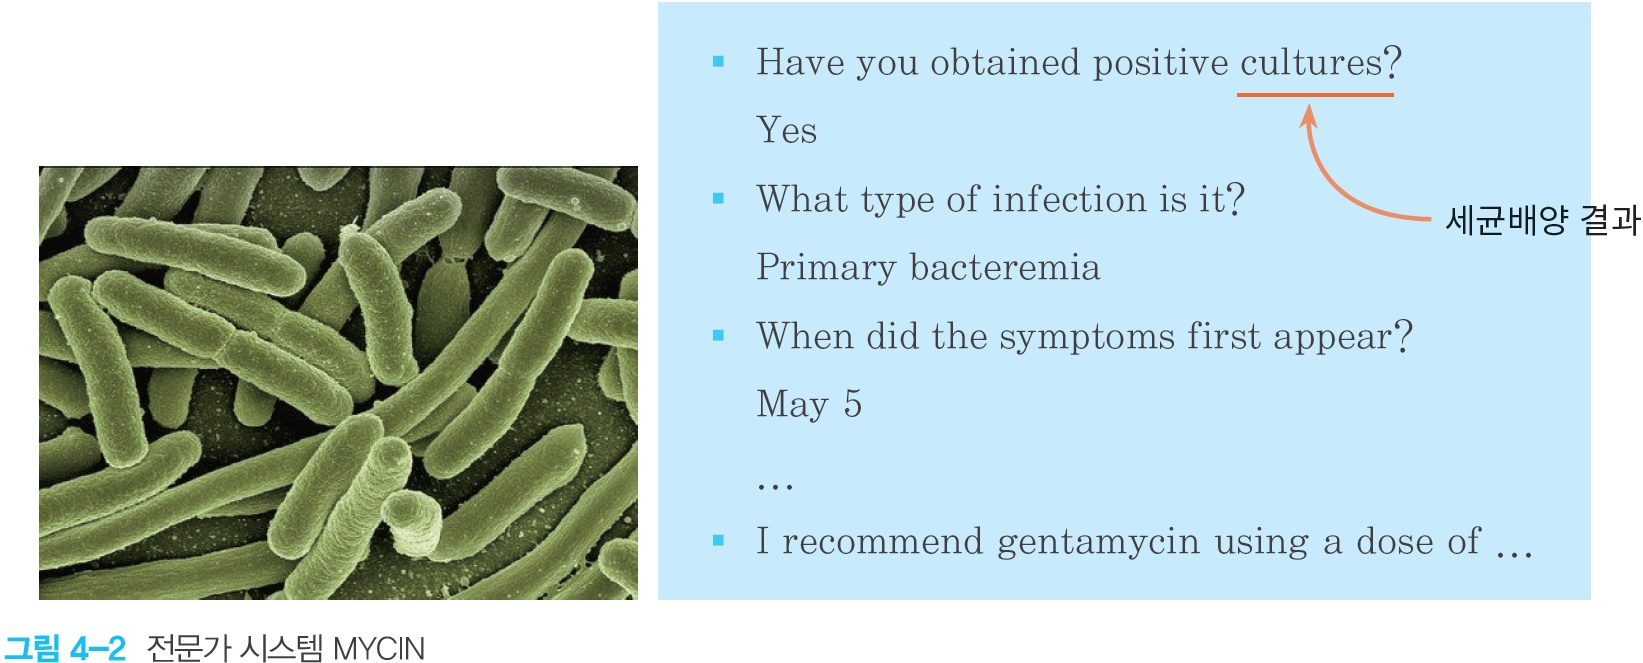 ▪ Have you obtained positive cultures?
Yes
▪ What type of infection is it?
세균배양 결과
Primary bacteremia
▪ When did the symptoms first appear?
May 5
...
▪ I recommend gentamycin using a dose of ...
그림 4-2 전문가 시스템 MYCIN